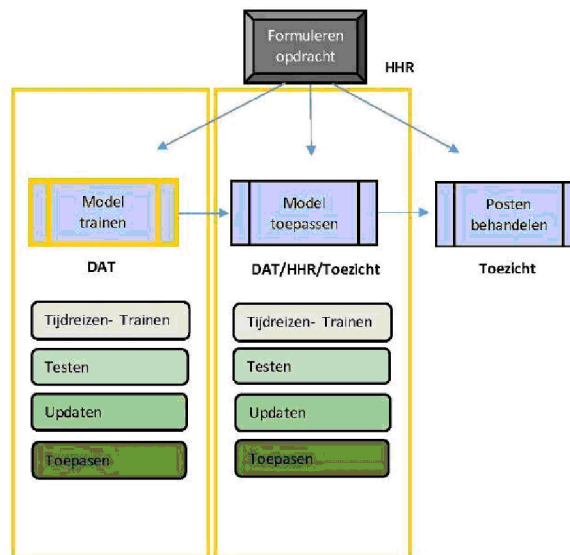 Formuleren
opdracht
HHR
Model
trainen
Model
toepassen
Posten
behandelen
DAT
DAT/HHR/Toezicht
Toezicht
Tijdreizen- Trainen
Tijdreizen- Trainen
Testen
Testen
Updaten
Updaten
Toepasen
Toepasen